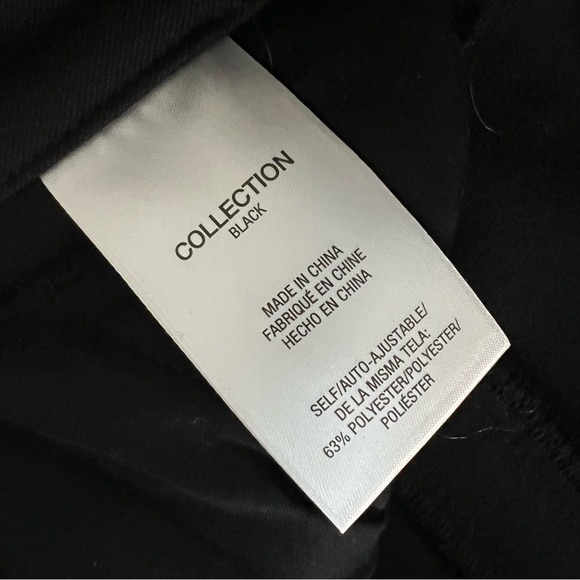 COLLECTION
BLACK
MADE IN CHINA
FABRIQUÉ EN CHINE
HECHO EN CHINA
SELF/AUTO-AJUSTABLE/
DE LA MISMA TELA:
63% POLYESTER/POLYESTER/
POLIÉSTER